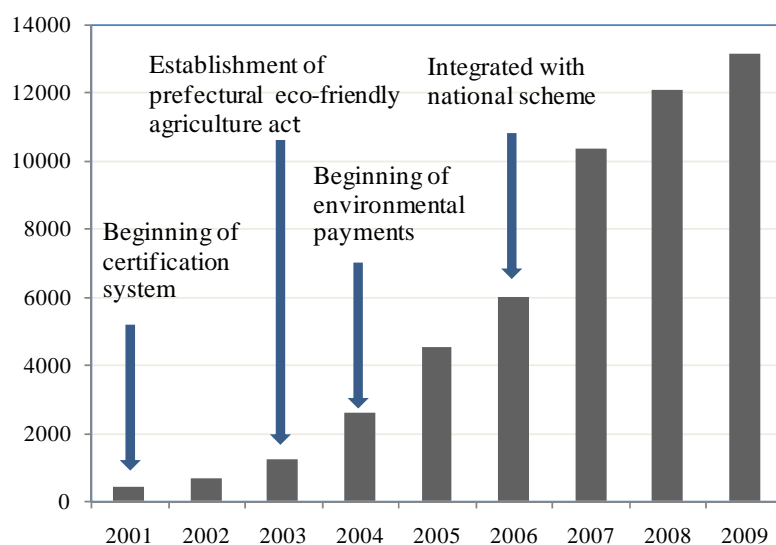 14000
12000
10000
8000
6000
4000
2000
0
Establishment of
prefectural eco-friendly
agriculture act
Integrated with
national scheme
Beginning of
environmental
payments
Beginning of
certification
system
2001 2002 2003 2004 2005 2006 2007 2008 2009